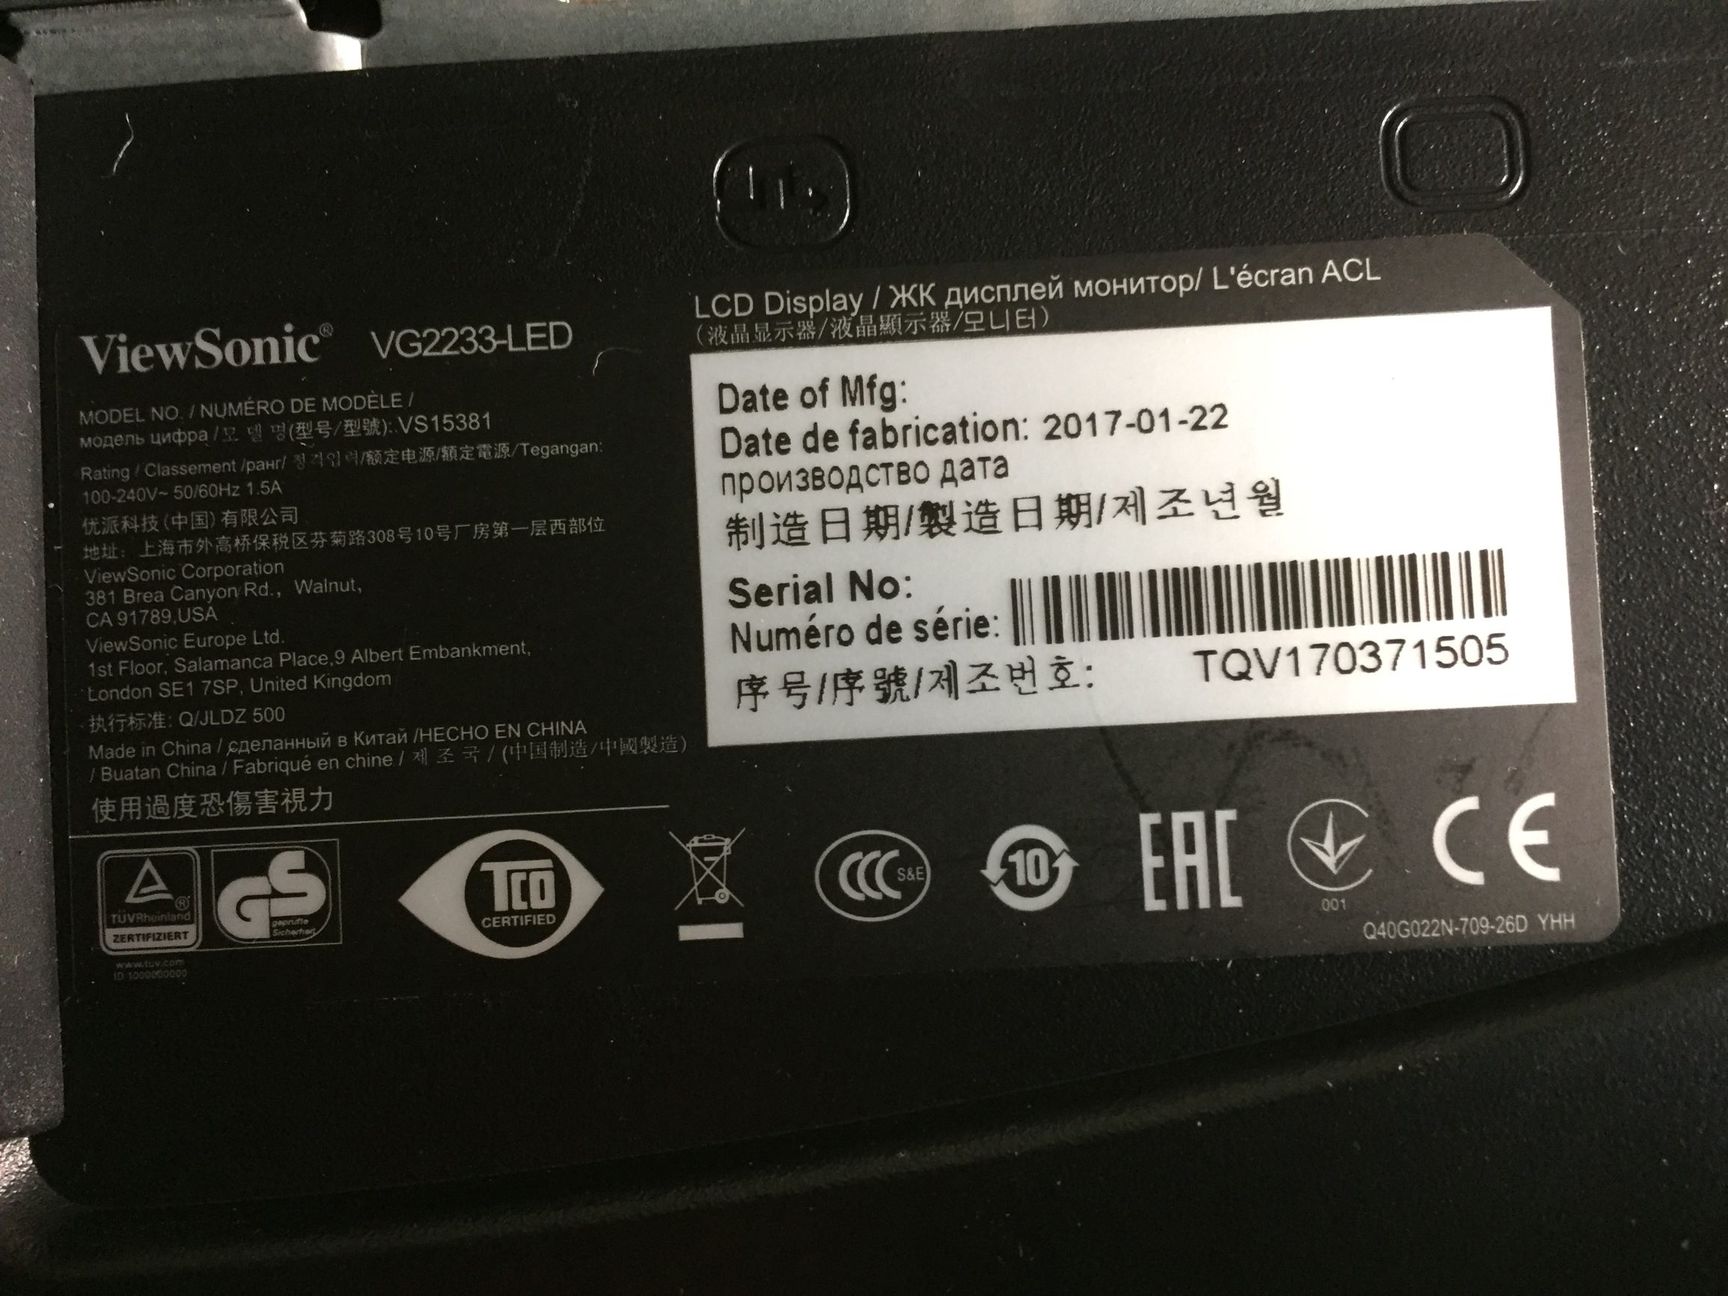 ViewSonic® VG2233-LED
MODEL NO. / NUMÉRO DE MODÈLE /
модель цифра /모 델 명(型号/型號): VS15381
Rating / Classement /ранг/ 정격입력/额定电源/額定電源/Tegangan:
100-240V~ 50/60Hz 1.5A
优派科技(中国)有限公司
地址: 上海市外高桥保税区芬菊路308号10号厂房第一层西部位
ViewSonic Corporation
381 Brea Canyon Rd., Walnut,
CA 91789,USA
ViewSonic Europe Ltd.
1st Floor, Salamanca Place,9 Albert Embankment,
London SE1 7SP, United Kingdom
执行标准: Q/JLDZ 500
Made in China / сделанный в Китай /HECHO EN CHINA
/ Buatan China / Fabriqué en chine / 제 조 국 / (中国制造/中國製造)
使用過度恐傷害視力
LCD Display / ЖК дисплей монитор/ L'écran ACL
(液晶显示器/液晶顯示器/모니터)
Date of Mfg:
Date de fabrication: 2017-01-22
производство дата
制造日期/製造日期/제조년월
Serial No:
Numéro de série:
序号/序號/제조번호: TQV170371505
TÜVRheinland ®
ZERTIFIZIERT
www.tuv.com
ID 1000000000
GS
geprüfte
Sicherheit
TCO
CERTIFIED
CCC S&E
10
EAC
001
CE
Q40G022N-709-26D YHH